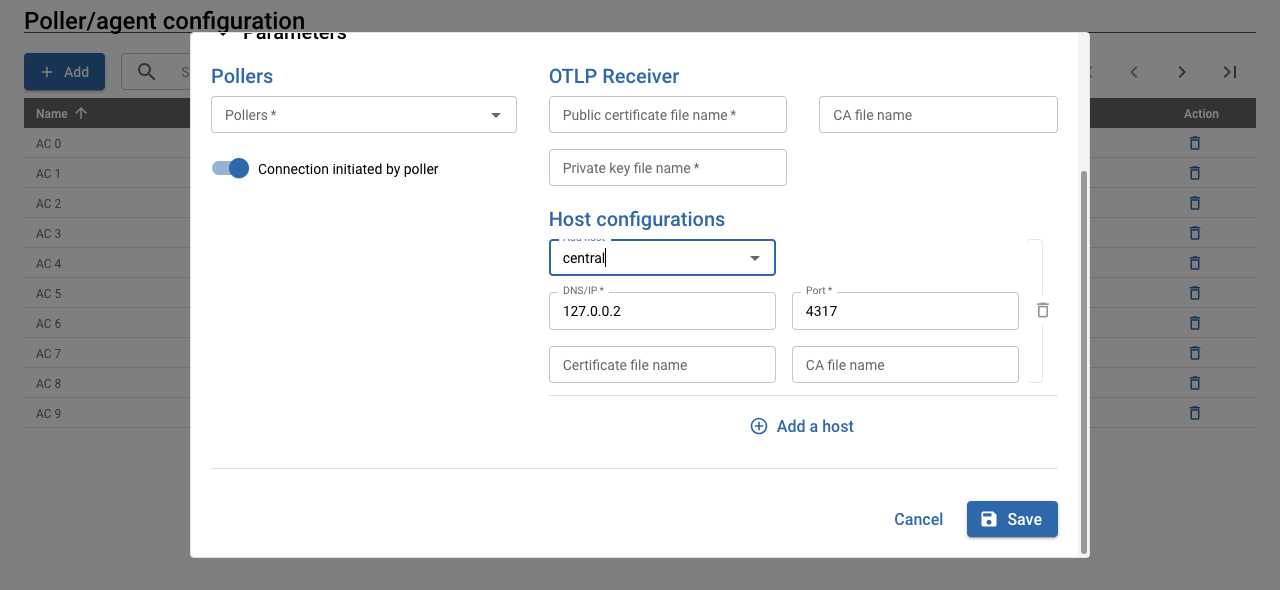 Poller/agent configuration
Parameters
Add
S
Name
Action
AC 0
AC 1
AC 2
AC 3
AC 4
AC 5
AC 6
AC 7
AC 8
AC 9
Pollers
Pollers *
Connection initiated by poller
OTLP Receiver
Public certificate file name *
CA file name
Private key file name *
Host configurations
Add host
central
DNS/IP *
127.0.0.2
Port *
4317
Certificate file name
CA file name
Add a host
Cancel
Save